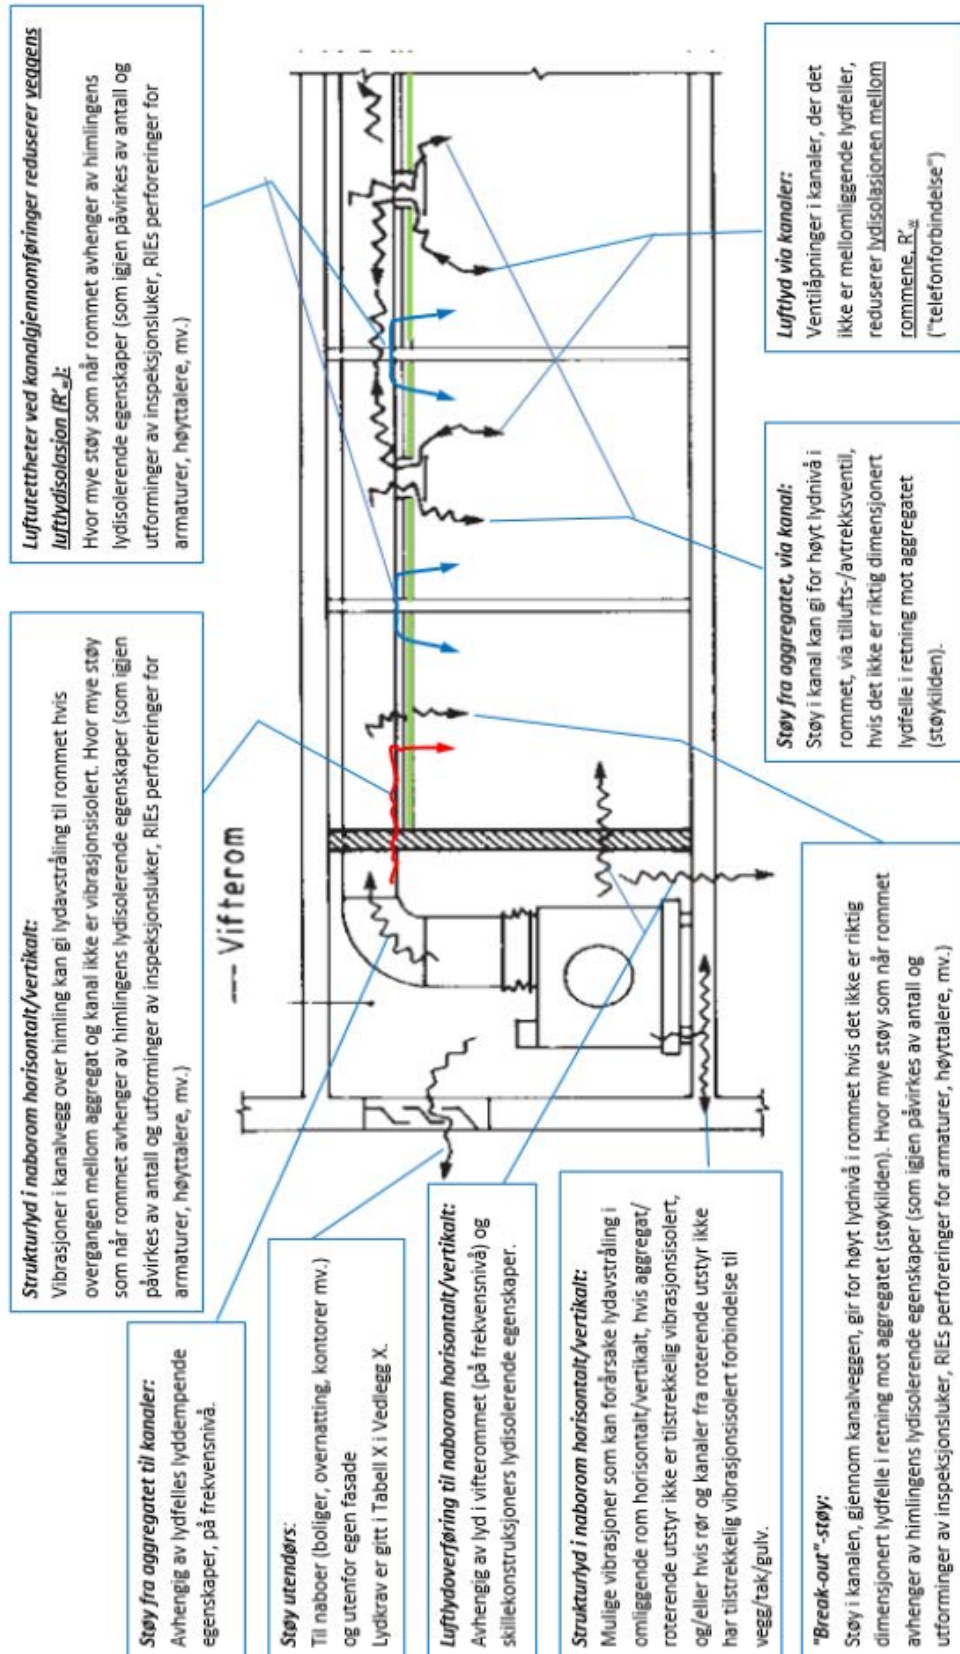 Støy fra aggregatet til kanaler:
Avhengig av lydfelles lyddempende
egenskaper, på frekvensnivå.
Støy utendørs:
Til naboer (boliger, overnatting, kontorer mv.)
og utenfor egen fasade
Lydkrav er gitt i Tabell X i Vedlegg X.
Luftlydoverføring til naborom horisontalt/vertikalt:
Avhengig av lyd i vifterommet (på frekvensnivå) og
skillekonstruksjoners lydisolerende egenskaper.
Strukturlyd i naborom horisontalt/vertikalt:
Mulige vibrasjoner som kan forårsake lydavstråling i
omliggende rom horisontalt/vertikalt, hvis aggregat/
roterende utstyr ikke er tilstrekkelig vibrasjonsisolert,
og/eller hvis rør og kanaler fra roterende utstyr ikke
har tilstrekkelig vibrasjonsisolert forbindelse til
vegg/tak/gulv.
"Break-out"-støy:
Støy i kanalen, gjennom kanalveggen, gir for høyt lydnivå i rommet hvis det ikke er riktig
dimensjonert lydfelle i retning mot aggregatet (støykilden). Hvor mye støy som når rommet
avhenger av himlingens lydisolerende egenskaper (som igjen påvirkes av antall og
utforminger av inspeksjonsluker, RIEs perforeringer for armaturer, høyttalere, mv.)
Strukturlyd i naborom horisontalt/vertikalt:
Vibrasjoner i kanalvegg over himling kan gi lydavstråling til rommet hvis
overgangen mellom aggregat og kanal ikke er vibrasjonsisolert. Hvor mye støy
som når rommet avhenger av himlingens lydisolerende egenskaper (som igjen
påvirkes av antall og utforminger av inspeksjonsluker, RIEs perforeringer for
armaturer, høyttalere, mv.)
Vifterom
Støy fra aggregatet, via kanal:
Støy i kanal kan gi for høyt lydnivå i
rommet, via tillufts-/avtrekksventil,
hvis det ikke er riktig dimensjonert
lydfelle i retning mot aggregatet
(støykilden).
Luftutettheter ved kanalgjennomføringer reduserer veggens
luftlydisolasjon (R'w):
Hvor mye støy som når rommet avhenger av himlingens
lydisolerende egenskaper (som igjen påvirkes av antall og
utforminger av inspeksjonsluker, RIEs perforeringer for
armaturer, høyttalere, mv.)
Luftlyd via kanaler:
Ventilåpninger i kanaler, der det
ikke er mellomliggende lydfeller,
reduserer lydisolasjonen mellom
rommene, R'w
("telefonforbindelse")